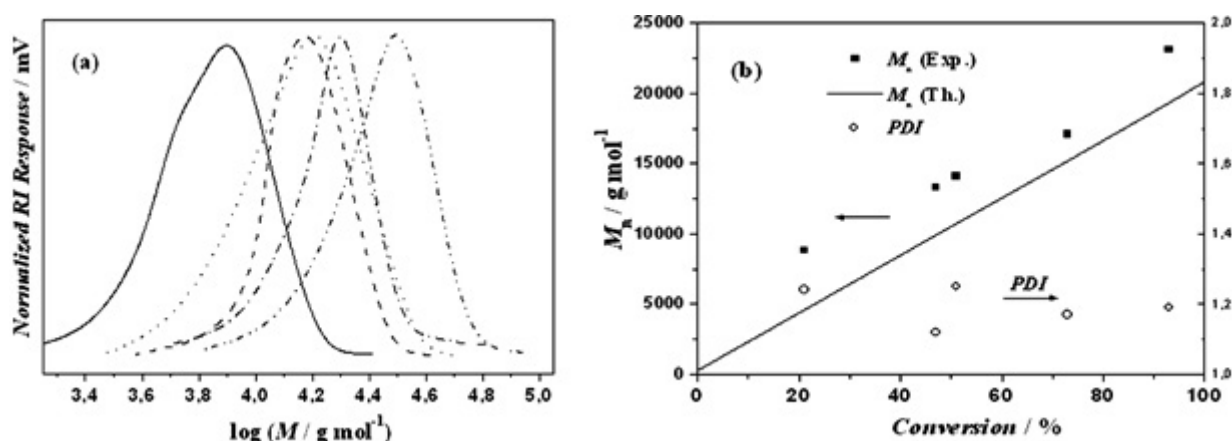 (a)
Normalized RI Response / mV
3,4 3,6 3,8 4,0 4,2 4,4 4,6 4,8 5,0
log (M / g mol⁻¹)
(b)
25000
20000
15000
10000
5000
0
Mₙ / g mol⁻¹
Mₙ (Exp.)
Mₙ (Th.)
PDI
PDI
2,0
1,8
1,6
1,4
1,2
1,0
0 20 40 60 80 100
Conversion / %